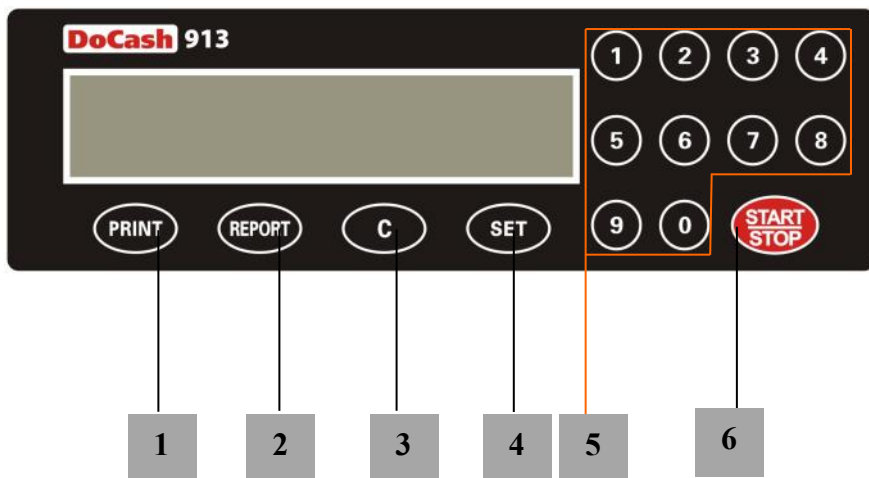 DoCash 913
1 2 3 4
5 6 7 8
PRINT REPORT C SET 9 0 START
STOP
1 2 3 4 5 6